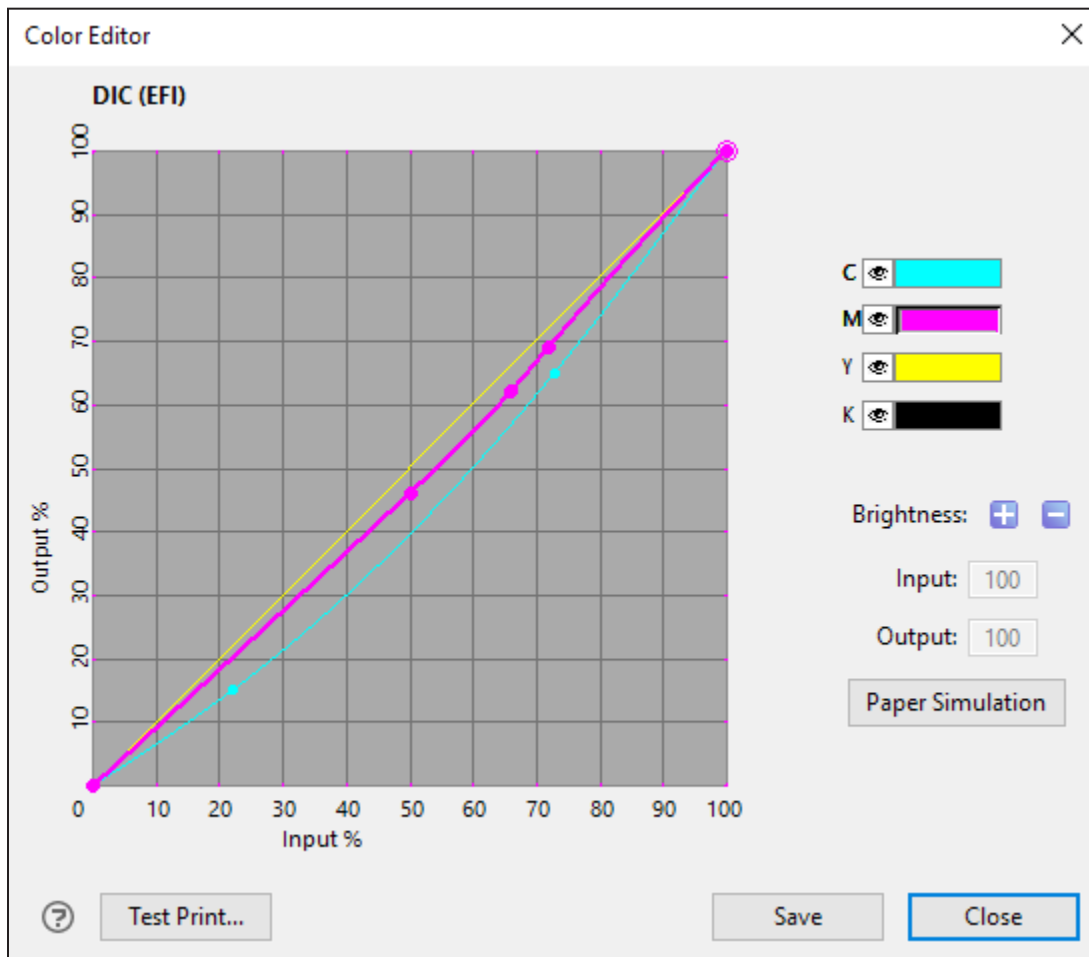 Color Editor
DIC (EFI)
100
90
80
70
60
50
40
30
20
10
Output %
0 10 20 30 40 50 60 70 80 90 100
Input %
C
M
Y
K
Brightness:
Input: 100
Output: 100
Paper Simulation
? Test Print... Save Close